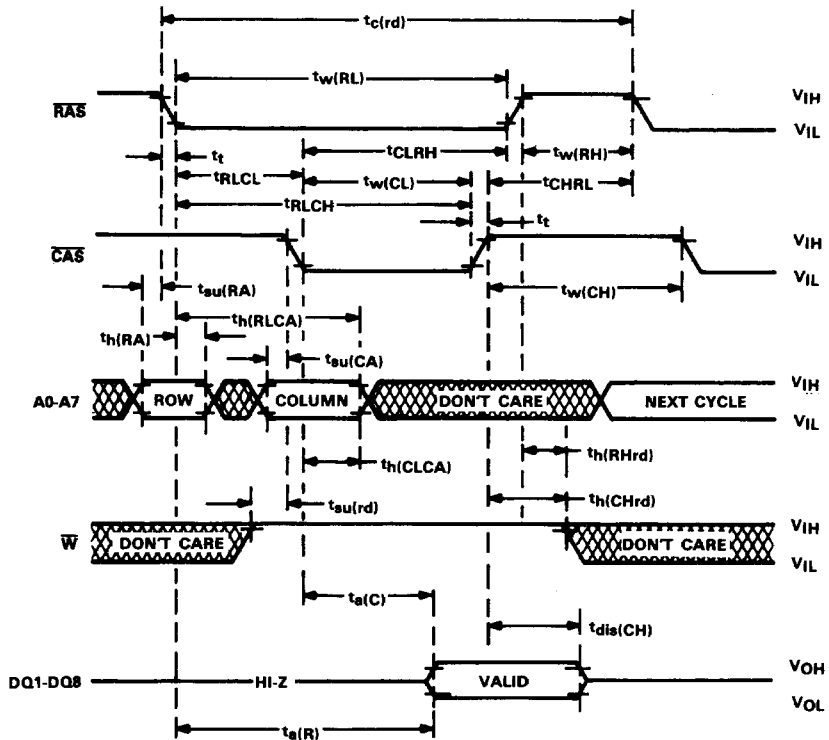 tc(rd)
tw(RL)
RAS
VIH
VIL
tt
tCLRH
tw(RH)
tRLCL
tw(CL)
tCHRL
tRLCH
tt
CAS
VIH
VIL
tsu(RA)
tw(CH)
th(RLCA)
th(RA)
tsu(CA)
A0-A7
ROW
COLUMN
DON'T CARE
NEXT CYCLE
VIH
VIL
th(RHrd)
th(CLCA)
th(CHrd)
tsu(rd)
W
DON'T CARE
DON'T CARE
VIH
VIL
ta(C)
tdis(CH)
DQ1-DQ8
HI-Z
VALID
VOH
VOL
ta(R)